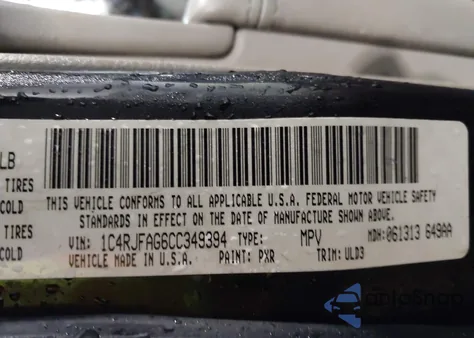 LB
TIRES
COLD
TIRES
COLD
THIS VEHICLE CONFORMS TO ALL APPLICABLE U.S.A. FEDERAL MOTOR VEHICLE SAFETY
STANDARDS IN EFFECT ON THE DATE OF MANUFACTURE SHOWN ABOVE.
VIN: 1C4RJFAG6CC349394 TYPE: MPV MDH: 061313 649AA
VEHICLE MADE IN U.S.A. PAINT: PXR TRIM: ULD3